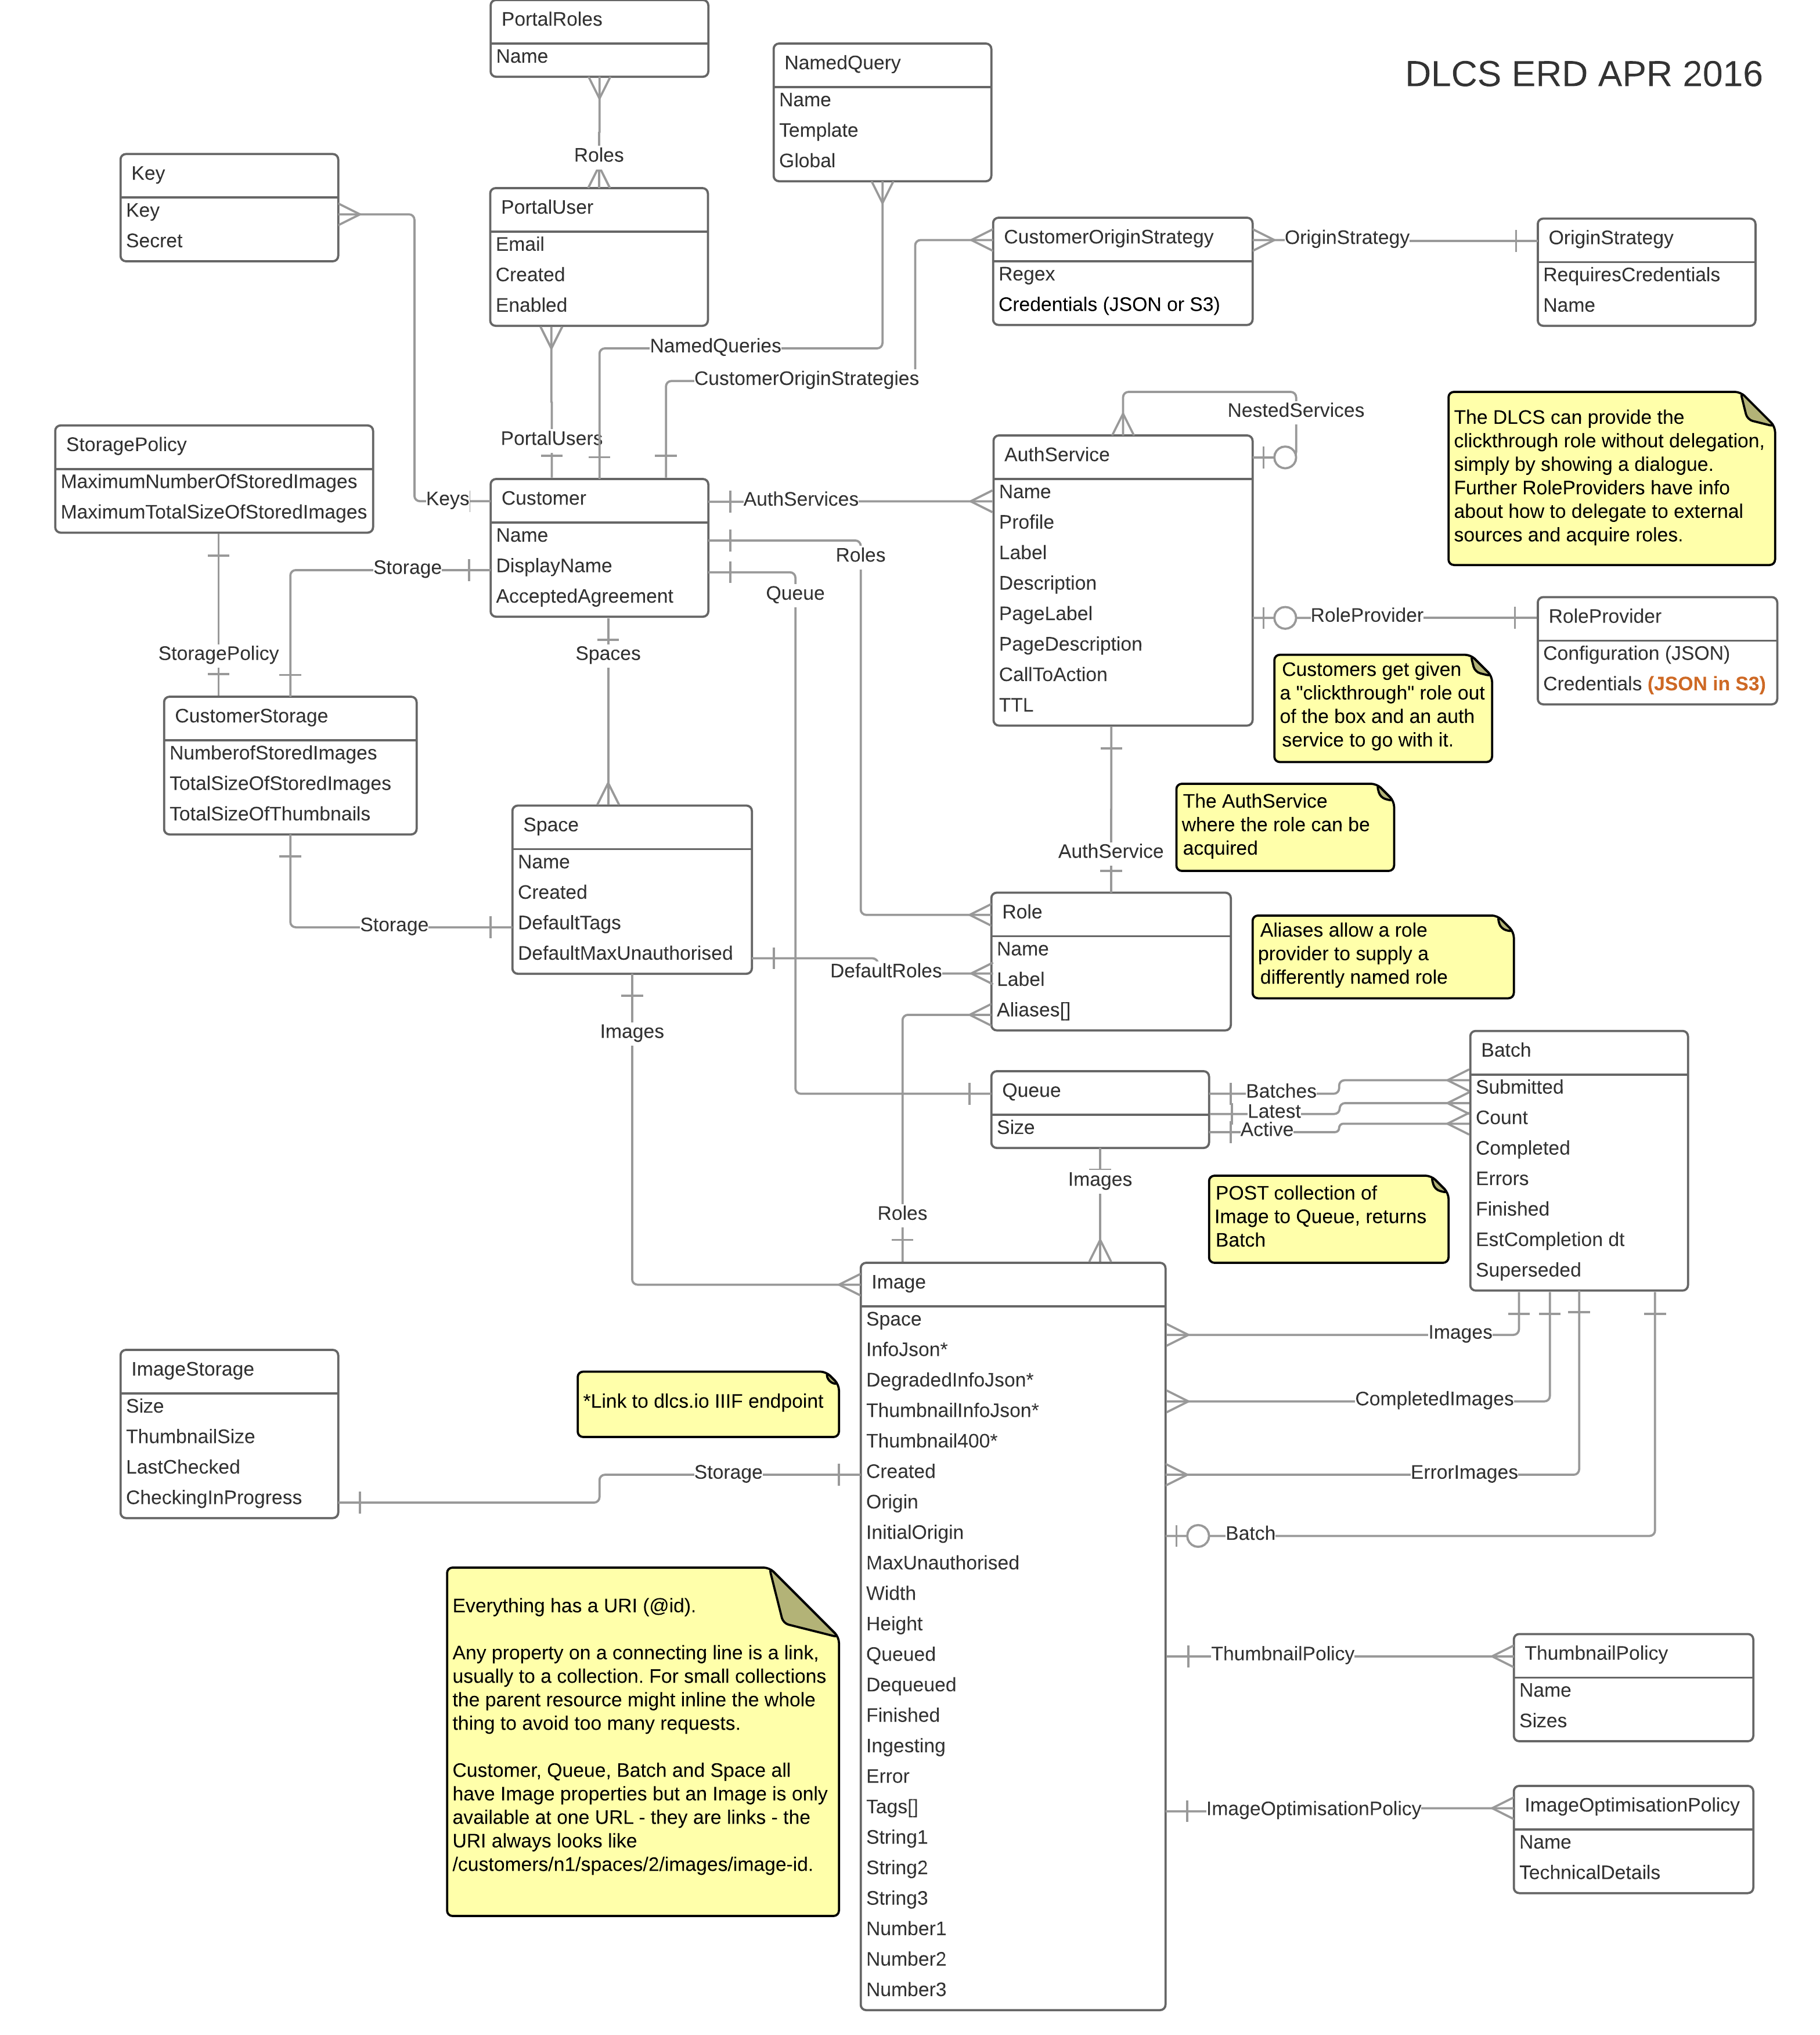 DLCS ERD APR 2016
PortalRoles
Name
NamedQuery
Name
Template
Global
Roles
Key
Key
Secret
PortalUser
Email
Created
Enabled
CustomerOriginStrategy
Regex
Credentials (JSON or S3)
OriginStrategy
OriginStrategy
RequiresCredentials
Name
NamedQueries
CustomerOriginStrategies
PortalUsers
NestedServices
StoragePolicy
MaximumNumberOfStoredImages
MaximumTotalSizeOfStoredImages
Keys
Customer
Name
DisplayName
AcceptedAgreement
AuthServices
Roles
Queue
AuthService
Name
Profile
Label
Description
PageLabel
PageDescription
CallToAction
TTL
The DLCS can provide the
clickthrough role without delegation,
simply by showing a dialogue.
Further RoleProviders have info
about how to delegate to external
sources and acquire roles.
RoleProvider
RoleProvider
Configuration (JSON)
Credentials (JSON in S3)
Customers get given
a "clickthrough" role out
of the box and an auth
service to go with it.
Storage
StoragePolicy
Spaces
CustomerStorage
NumberofStoredImages
TotalSizeOfStoredImages
TotalSizeOfThumbnails
Storage
Space
Name
Created
DefaultTags
DefaultMaxUnauthorised
The AuthService
where the role can be
acquired
AuthService
Role
Name
Label
Aliases[]
DefaultRoles
Aliases allow a role
provider to supply a
differently named role
Images
Queue
Size
Batches
Latest
Active
Batch
Submitted
Count
Completed
Errors
Finished
EstCompletion dt
Superseded
Images
Roles
POST collection of
Image to Queue, returns
Batch
Image
Space
InfoJson*
DegradedInfoJson*
ThumbnailInfoJson*
Thumbnail400*
Created
Origin
InitialOrigin
MaxUnauthorised
Width
Height
Queued
Dequeued
Finished
Ingesting
Error
Tags[]
String1
String2
String3
Number1
Number2
Number3
Images
CompletedImages
ErrorImages
Batch
ImageStorage
Size
ThumbnailSize
LastChecked
CheckingInProgress
*Link to dlcs.io IIIF endpoint
Storage
Everything has a URI (@id).
Any property on a connecting line is a link,
usually to a collection. For small collections
the parent resource might inline the whole
thing to avoid too many requests.
Customer, Queue, Batch and Space all
have Image properties but an Image is only
available at one URL - they are links - the
URI always looks like
/customers/n1/spaces/2/images/image-id.
ThumbnailPolicy
ThumbnailPolicy
Name
Sizes
ImageOptimisationPolicy
ImageOptimisationPolicy
Name
TechnicalDetails